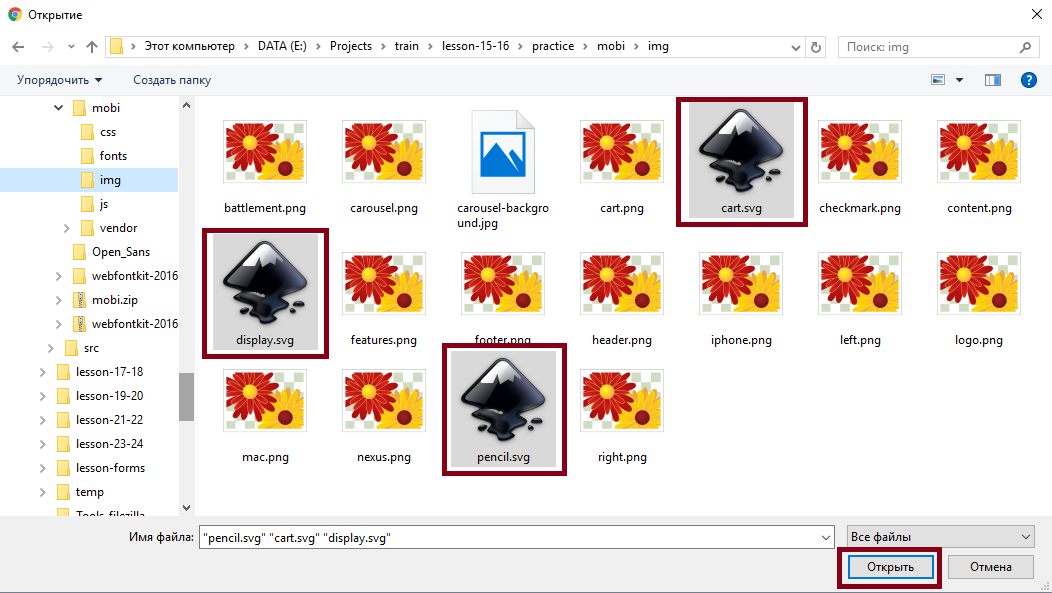 Открытие
Этот компьютер > DATA (E:) > Projects > train > lesson-15-16 > practice > mobi > img
Поиск: img
Упорядочить
Создать папку
mobi
css
fonts
img
js
vendor
Open_Sans
webfontkit-2016
mobi.zip
webfontkit-2016
src
lesson-17-18
lesson-19-20
lesson-21-22
lesson-23-24
lesson-forms
temp
Tools_filezilla
battlement.png
carousel.png
carousel-backgro
und.jpg
cart.png
cart.svg
checkmark.png
content.png
display.svg
features.png
footer.png
header.png
iphone.png
left.png
logo.png
mac.png
nexus.png
pencil.svg
right.png
Имя файла:
"pencil.svg" "cart.svg" "display.svg"
Все файлы
Открыть
Отмена